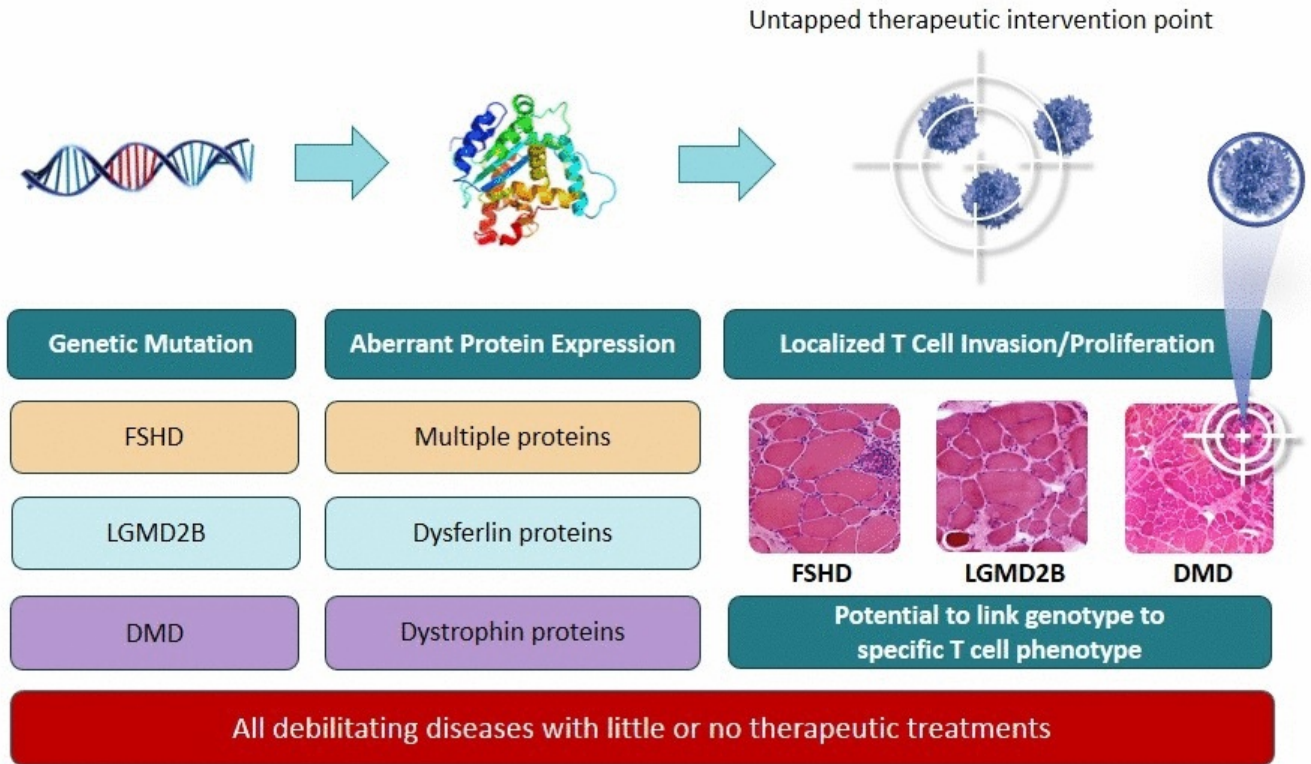 Untapped therapeutic intervention point
Genetic Mutation
Aberrant Protein Expression
Localized T Cell Invasion/Proliferation
FSHD
Multiple proteins
LGMD2B
Dysferlin proteins
DMD
Dystrophin proteins
FSHD
LGMD2B
DMD
Potential to link genotype to
specific T cell phenotype
All debilitating diseases with little or no therapeutic treatments